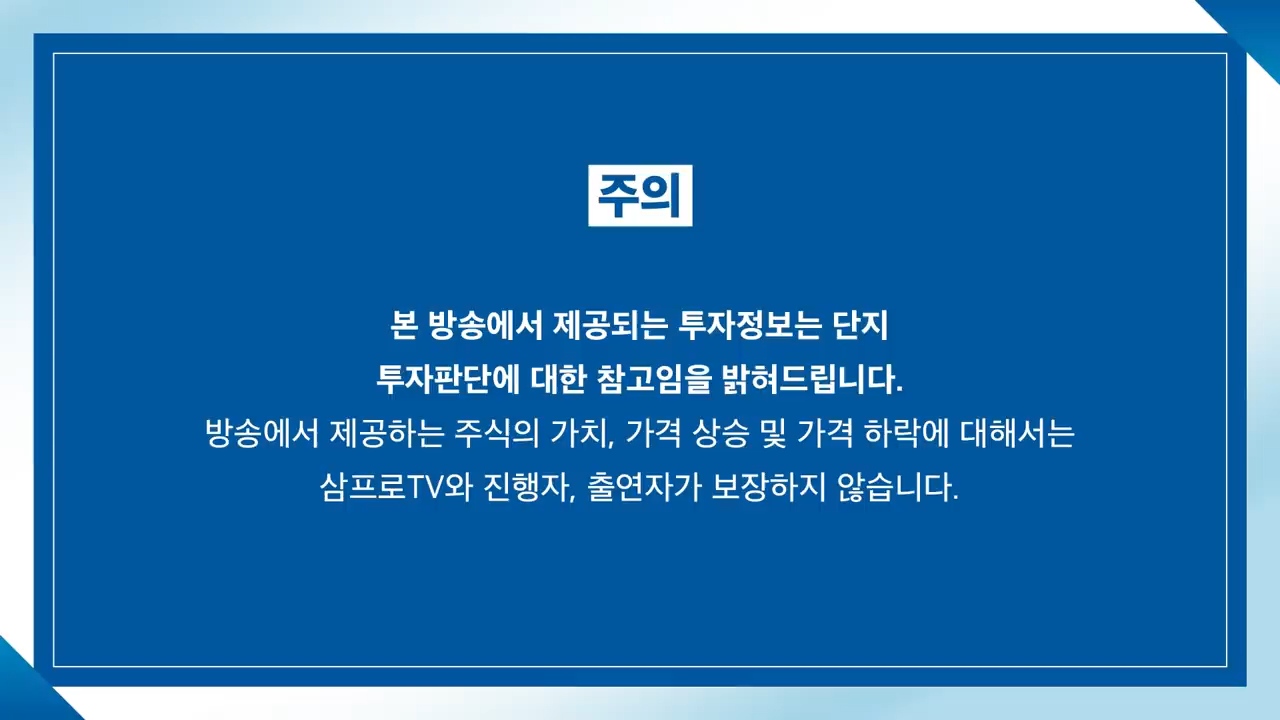 주의
본 방송에서 제공되는 투자정보는 단지
투자판단에 대한 참고임을 밝혀드립니다.
방송에서 제공하는 주식의 가치, 가격 상승 및 가격 하락에 대해서는
삼프로TV와 진행자, 출연자가 보장하지 않습니다.